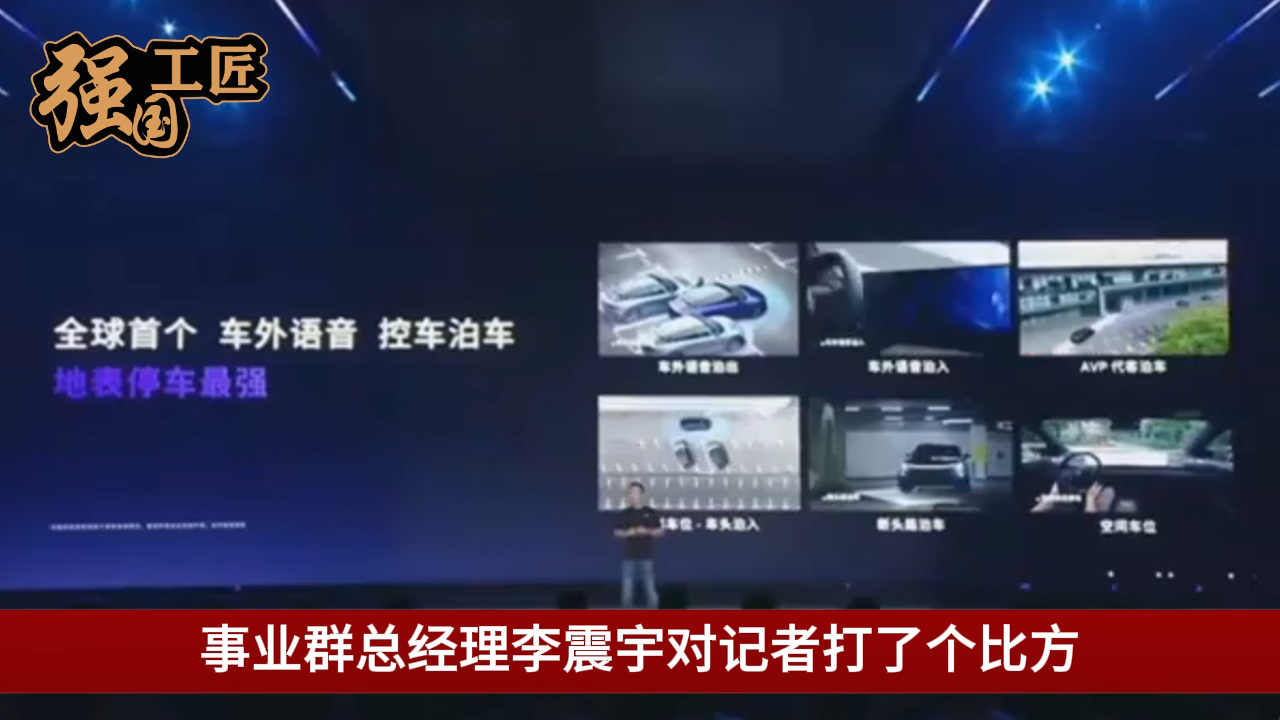 强国工匠
全球首个 车外语音 控车泊车
地表停车最强
车外语音泊出
车外语音泊入
AVP 代客泊车
车位 - 车头泊入
断头路泊车
空间车位
事业群总经理李震宇对记者打了个比方